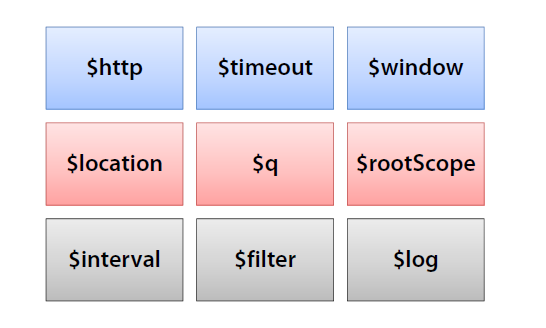 $http $timeout $window
$location $q $rootScope
$interval $filter $log